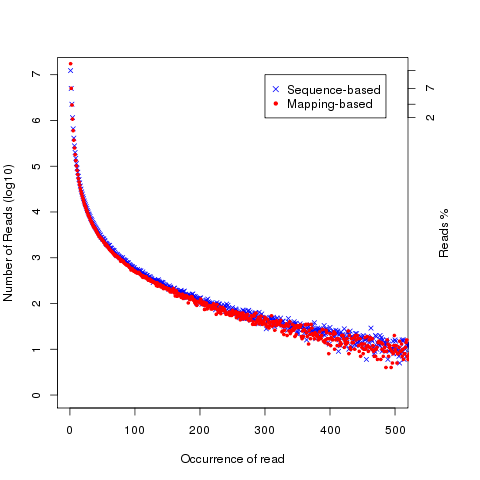 Sequence-based
Mapping-based
Number of Reads (log10)
7
6
5
4
3
2
1
0
7
2
Reads %
0 100 200 300 400 500
Occurrence of read